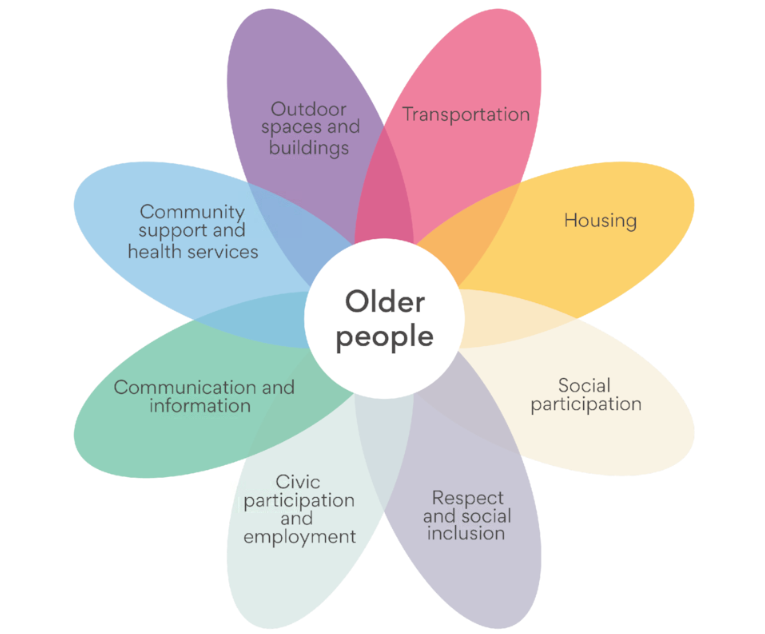 Outdoor
spaces and
buildings
Transportation
Housing
Social
participation
Respect
and social
inclusion
Civic
participation
and
employment
Communication and
information
Community
support and
health services
Older
people